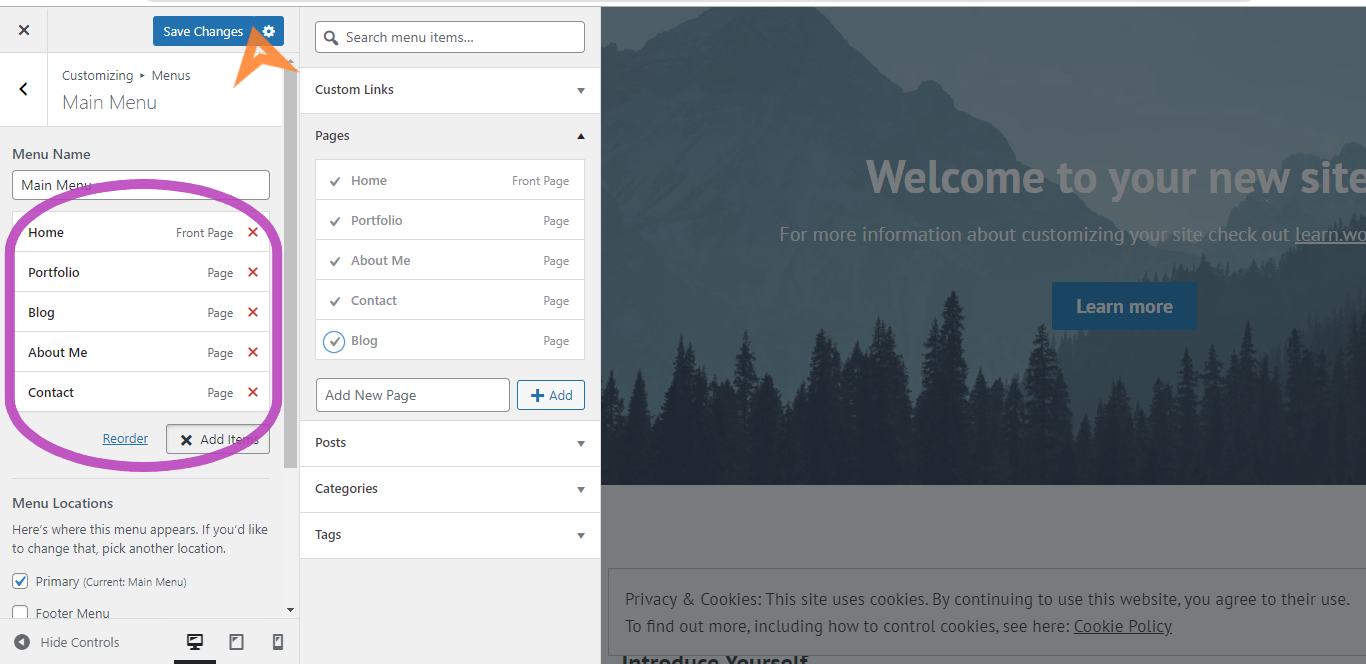 Save Changes
Customizing ▸ Menus
Main Menu
Menu Name
Main Menu
Home Front Page
Portfolio Page
Blog Page
About Me Page
Contact Page
Reorder Add Items
Menu Locations
Here's where this menu appears. If you'd like
to change that, pick another location.
Primary (Current: Main Menu)
Footer Menu
Hide Controls
Search menu items…
Custom Links
Pages
Home Front Page
Portfolio Page
About Me Page
Contact Page
Blog Page
Add New Page Add
Posts
Categories
Tags
Welcome to your new site
For more information about customizing your site check out learn.wo
Learn more
Privacy & Cookies: This site uses cookies. By continuing to use this website, you agree to their use.
To find out more, including how to control cookies, see here: Cookie Policy
Introduce Yourself